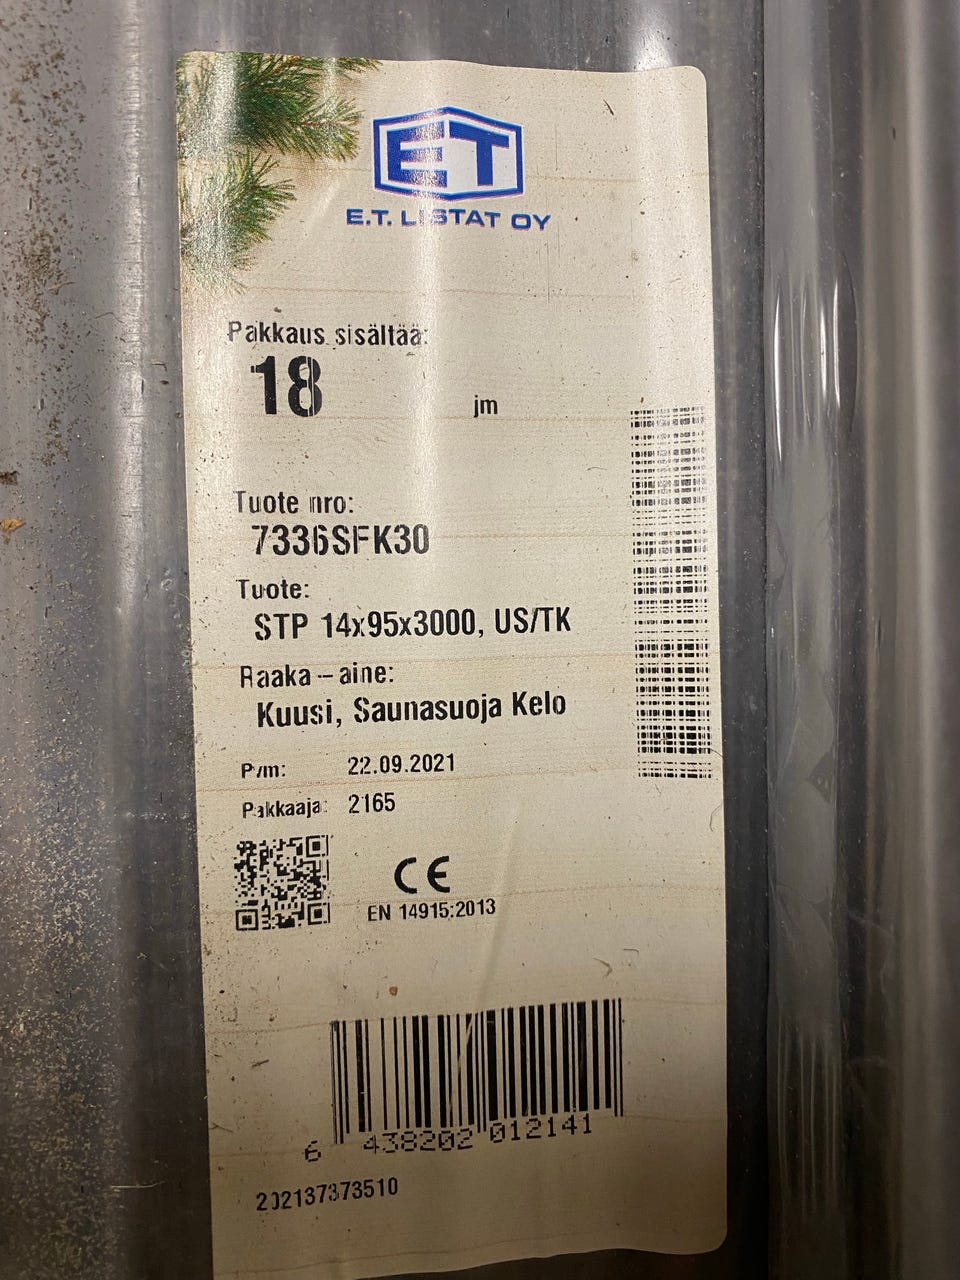 ET
E.T. LISTAT OY
Pakkaus sisältää:
18 jm
Tuote nro:
7336SFK30
Tuote:
STP 14x95x3000, US/TK
Raaka-aine:
Kuusi, Saunasuoja Kelo
Pvm: 22.09.2021
Pakkaaja: 2165
CE
EN 14915:2013
6 438202 012141
202137373510